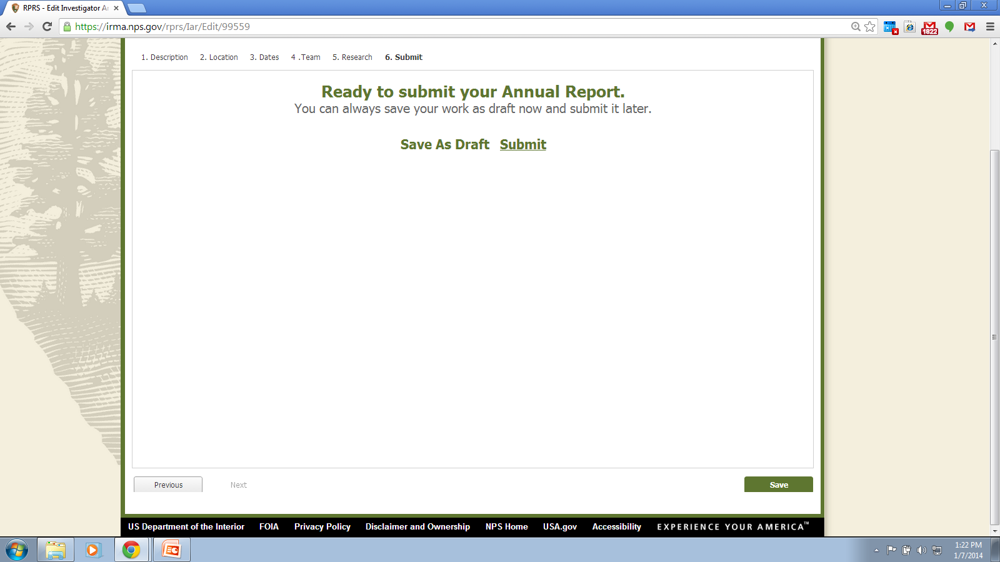 RPRS - Edit Investigator A
https://irma.nps.gov/rprs/Iar/Edit/99559
1822
1. Description 2. Location 3. Dates 4 .Team 5. Research 6. Submit
Ready to submit your Annual Report.
You can always save your work as draft now and submit it later.
Save As Draft Submit
Previous Next Save
US Department of the Interior FOIA Privacy Policy Disclaimer and Ownership NPS Home USA.gov Accessibility EXPERIENCE YOUR AMERICA™
1:22 PM
1/7/2014